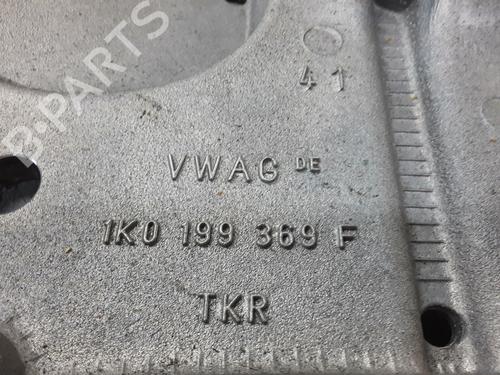 B-PARTS
41
VWAG DE
1K0 199 369 F
TKR